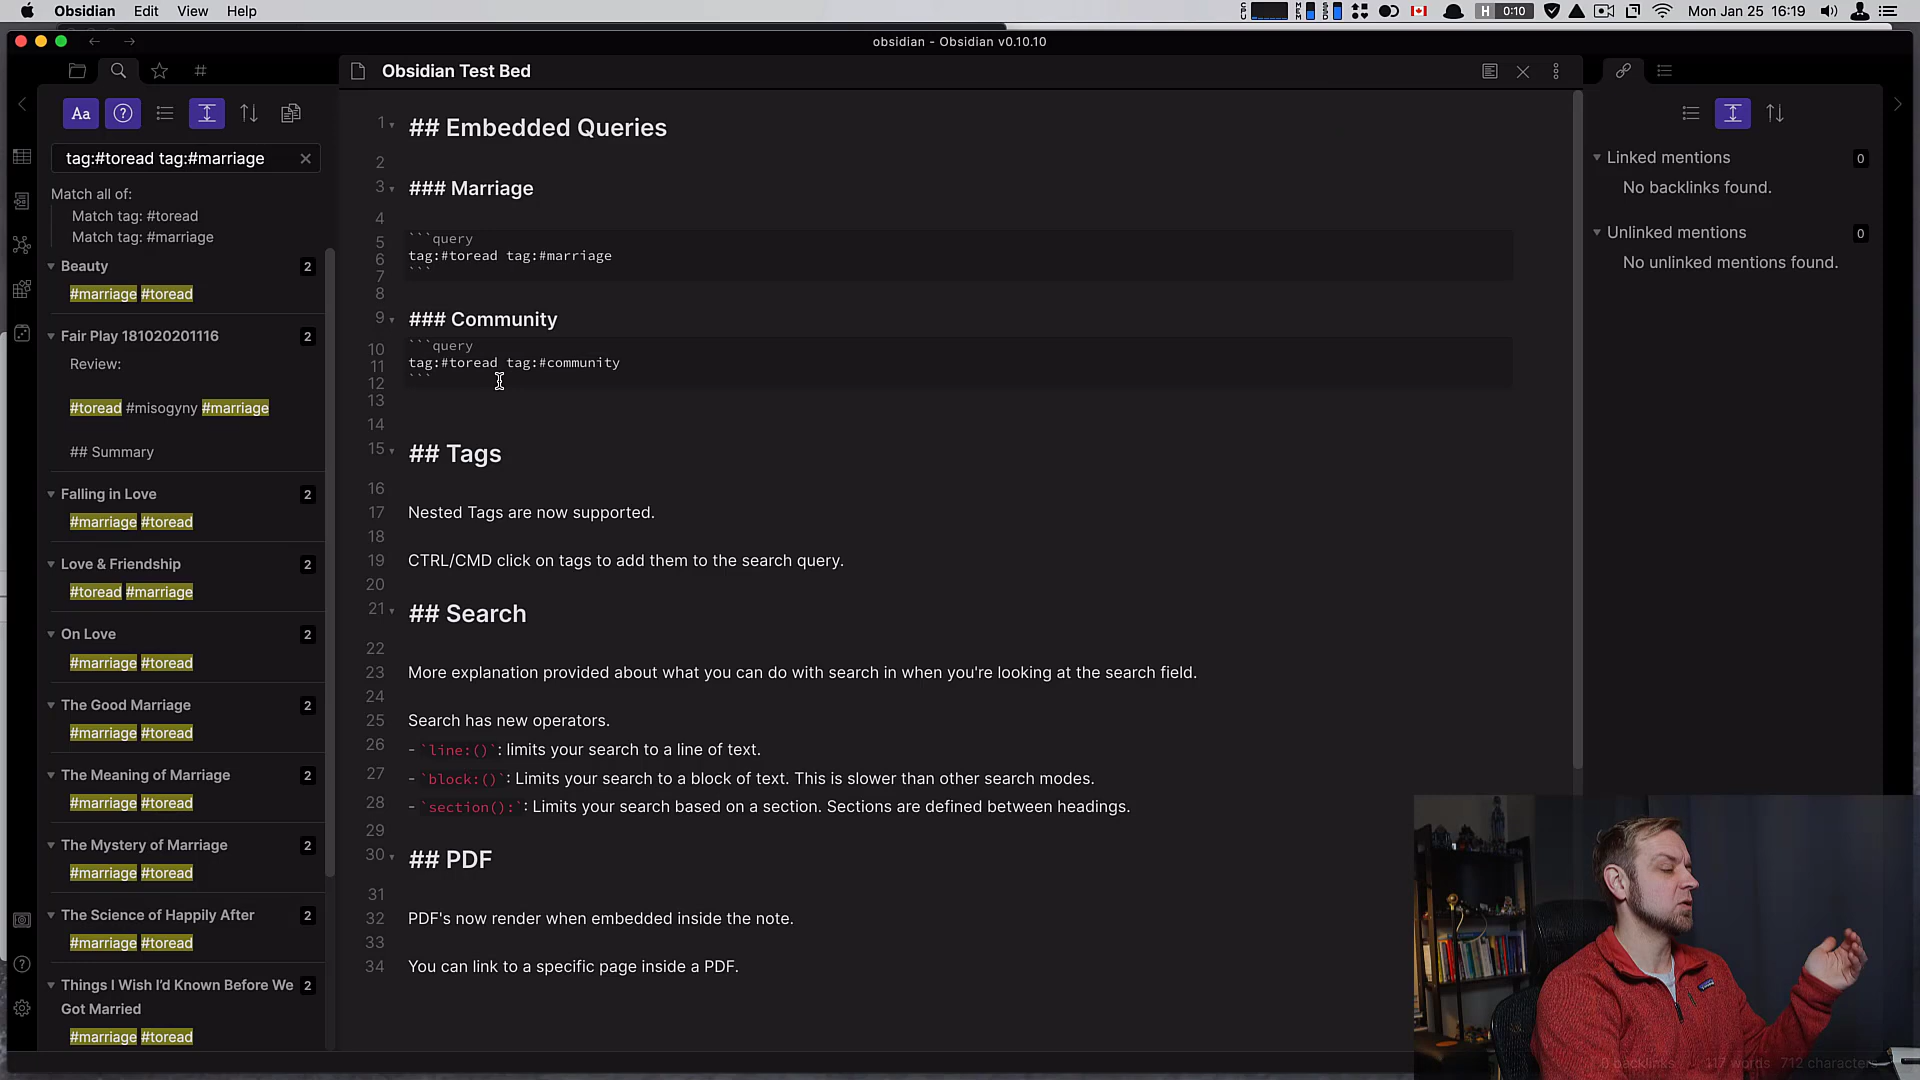 Obsidian Edit View Help
H 0:10 Mon Jan 25 16:19
obsidian - Obsidian v0.10.10
Obsidian Test Bed
Aa
tag:#toread tag:#marriage
Match all of:
Match tag: #toread
Match tag: #marriage
Beauty 2
#marriage #toread
Fair Play 181020201116 2
Review:
#toread #misogyny #marriage
## Summary
Falling in Love 2
#marriage #toread
Love & Friendship 2
#toread #marriage
On Love 2
#marriage #toread
The Good Marriage 2
#marriage #toread
The Meaning of Marriage 2
#marriage #toread
The Mystery of Marriage 2
#marriage #toread
The Science of Happily After 2
#marriage #toread
Things I Wish I'd Known Before We 2
Got Married
#marriage #toread
1 ## Embedded Queries
2
3 ### Marriage
4
5 ```query
6 tag:#toread tag:#marriage
7 ```
8
9 ### Community
10 ```query
11 tag:#toread tag:#community
12 ```
13
14
15 ## Tags
16
17 Nested Tags are now supported.
18
19 CTRL/CMD click on tags to add them to the search query.
20
21 ## Search
22
23 More explanation provided about what you can do with search in when you're looking at the search field.
24
25 Search has new operators.
26 - `line:()`: limits your search to a line of text.
27 - `block:()`: Limits your search to a block of text. This is slower than other search modes.
28 - `section():`: Limits your search based on a section. Sections are defined between headings.
29
30 ## PDF
31
32 PDF's now render when embedded inside the note.
33
34 You can link to a specific page inside a PDF.
Linked mentions 0
No backlinks found.
Unlinked mentions 0
No unlinked mentions found.
0 backlinks 117 words 712 characters